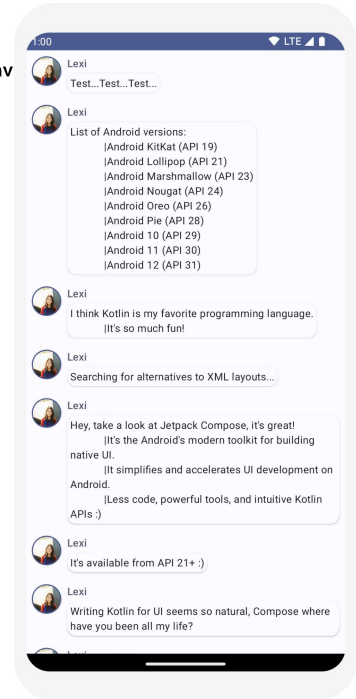 1:00
LTE
av
Lexi
Test...Test...Test...
Lexi
List of Android versions:
|Android KitKat (API 19)
|Android Lollipop (API 21)
|Android Marshmallow (API 23)
|Android Nougat (API 24)
|Android Oreo (API 26)
|Android Pie (API 28)
|Android 10 (API 29)
|Android 11 (API 30)
|Android 12 (API 31)
Lexi
I think Kotlin is my favorite programming language.
|It's so much fun!
Lexi
Searching for alternatives to XML layouts...
Lexi
Hey, take a look at Jetpack Compose, it's great!
|It's the Android's modern toolkit for building
native UI.
|It simplifies and accelerates UI development on
Android.
|Less code, powerful tools, and intuitive Kotlin
APIs :)
Lexi
It's available from API 21+ :)
Lexi
Writing Kotlin for UI seems so natural, Compose where
have you been all my life?